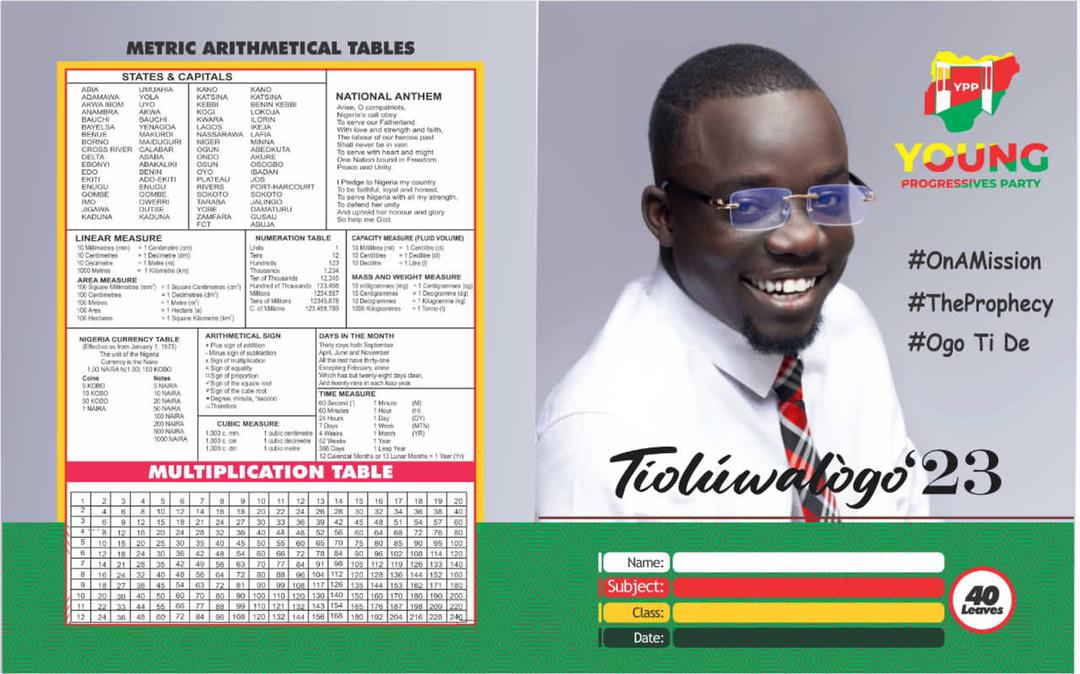 METRIC ARITHMETICAL TABLES
STATES & CAPITALS
ABIA UMUAHIA KANO KANO
ADAMAWA YOLA KATSINA KATSINA
AKWA IBOM UYO KEBBI BENIN KEBBI
ANAMBRA AKWA KOGI LOKOJA
BAUCHI BAUCHI KWARA ILORIN
BAYELSA YENAGOA LAGOS IKEJA
BENUE MAKURDI NASSARAWA LAFIA
BORNO MAIDUGURI NIGER MINNA
CROSS RIVER CALABAR OGUN ABEOKUTA
DELTA ASABA ONDO AKURE
EBONYI ABAKALIKI OSUN OSOGBO
EDO BENIN OYO IBADAN
EKITI ADO-EKITI PLATEAU JOS
ENUGU ENUGU RIVERS PORT-HARCOURT
GOMBE GOMBE SOKOTO SOKOTO
IMO OWERRI TARABA JALINGO
JIGAWA DUTSE YOBE DAMATURU
KADUNA KADUNA ZAMFARA GUSAU
FCT ABUJA
NATIONAL ANTHEM
Arise, O compatriots,
Nigeria's call obey
To serve our Fatherland
With love and strength and faith,
The labour of our heroes past
Shall never be in vain
To serve with heart and might
One Nation bound in Freedom
Peace and Unity.
I Pledge to Nigeria my country
To be faithful, loyal and honest,
To serve Nigeria with all my strength,
To defend her unity
And uphold her honour and glory
So help me God.
LINEAR MEASURE
10 Millimetres (mm) = 1 Centimetre (cm)
10 Centimetres = 1 Decimetre (dm)
10 Decimetre = 1 Metre (m)
1000 Metres = 1 Kilometre (km)
AREA MEASURE
100 Square Millimatres (mm²) = 1 Square Centimatres (cm²)
100 Centimetres = 1 Decimetres (dm²)
100 Metres = 1 Metre (m²)
100 Ares = 1 Hectare (a)
100 Hectares = 1 Square Kilometre (km²)
NUMERATION TABLE
Units 1
Tens 12
Hundreds 123
Thousands 1,234
Ten of Thousands 12,345
Hundred of Thousands 123,456
Millions 1234,567
Tens of Millions 12345,678
C. of Millions 123,456,789
CAPACITY MEASURE (FLUID VOLUME)
10 Millilitres (ml) = 1 Centilitre (cl)
10 Centilitres = 1 Decilitre (dl)
10 Decilitre = 1 Litre (l)
MASS AND WEIGHT MEASURE
10 milligrammes (mg) = 1 Centigrammes (cg)
10 Centigrammes = 1 Decigramme (dg)
10 Decigrammes = 1 Kilogramme (kg)
1000 Kilogrammes = 1 Tonne (t)
NIGERIA CURRENCY TABLE
(Effective as from January 1, 1973)
The unit of the Nigeria
Currency is the Naira
1.00 NAIRA N(1.00) 100 KOBO
Coins Notes
5 KOBO 5 NAIRA
10 KOBO 10 NAIRA
50 KOBO 20 NAIRA
1 NAIRA 50 NAIRA
100 NAIRA
200 NAIRA
500 NAIRA
1000 NAIRA
ARITHMETICAL SIGN
+ Plus sign of addition
- Minus sign of subtraction
x Sign of multiplication
= Sign of equality
:: Sign of proportion
√ Sign of the square root
Sign of the cube root
Degree, minute, "second
∴ Therefore
CUBIC MEASURE
1,000 c. mm. 1 cubic centimetre
1,000 c. cm 1 cubic decimetre
1,000 c. dm 1 cubic metre
DAYS IN THE MONTH
Thirty days hath September
April, June and November
All the rest have thirty-one
Excepting February, alone
Which has but twenty-eight days clear,
And twenty-nine in each leap year.
TIME MEASURE
60 Second (') 1 Minute (M)
60 Minutes 1 Hour (H)
24 Hours 1 Day (DY)
7 Days 1 Week (MTN)
4 Weeks 1 Month (YR)
52 Weeks 1 Year
366 Days 1 Leap Year
12 Calendar Months or 13 Lunar Months = 1 Year (Yr)
MULTIPLICATION TABLE
1 2 3 4 5 6 7 8 9 10 11 12 13 14 15 16 17 18 19 20
2 4 6 8 10 12 14 16 18 20 22 24 26 28 30 32 34 36 38 40
3 6 9 12 15 18 21 24 27 30 33 36 39 42 45 48 51 54 57 60
4 8 12 16 20 24 28 32 36 40 44 48 52 56 60 64 68 72 76 80
5 10 15 20 25 30 35 40 45 50 55 60 65 70 75 80 85 90 95 100
6 12 18 24 30 36 42 48 54 60 66 72 78 84 90 96 102 108 114 120
7 14 21 28 35 42 49 56 63 70 77 84 91 98 105 112 119 126 133 140
8 16 24 32 40 48 56 64 72 80 88 96 104 112 120 128 136 144 152 160
9 18 27 36 45 54 63 72 81 90 99 108 117 126 135 144 153 162 171 180
10 20 30 40 50 60 70 80 90 100 110 120 130 140 150 160 170 180 190 200
11 22 33 44 55 66 77 88 99 110 121 132 143 154 165 176 187 198 209 220
12 24 36 48 60 72 84 96 108 120 132 144 156 168 180 192 204 216 228 240
YPP
YOUNG
PROGRESSIVES PARTY
#OnAMission
#TheProphecy
#Ogo Ti De
Tiolúwalògo '23
Name:
Subject:
Class:
Date:
40
Leaves